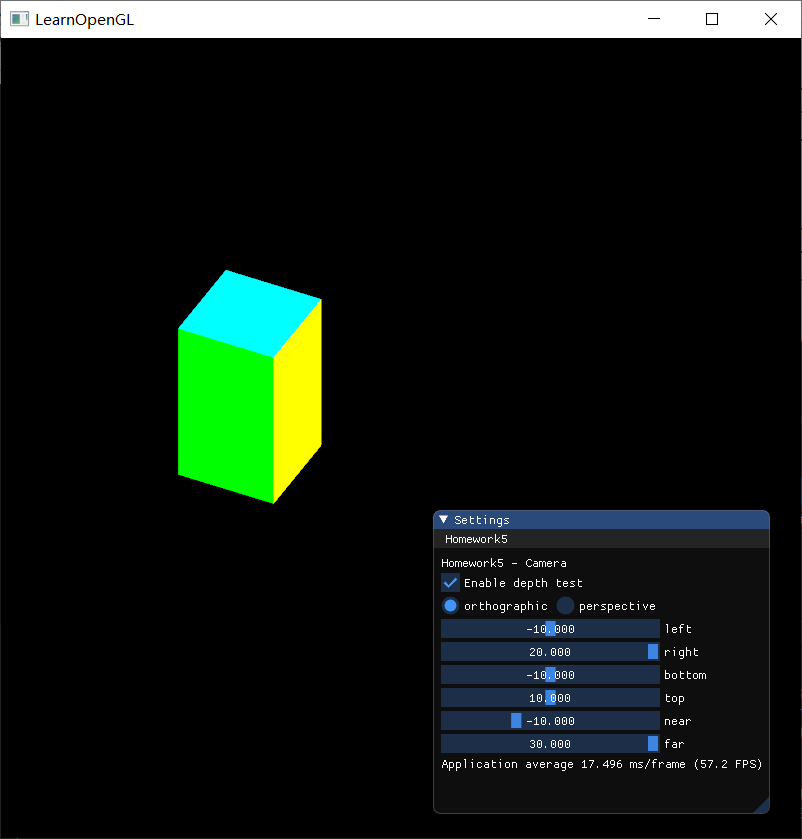 LearnOpenGL
Settings
Homework5
Homework5 - Camera
Enable depth test
orthographic perspective
-10.000 left
20.000 right
-10.000 bottom
10.000 top
-10.000 near
30.000 far
Application average 17.496 ms/frame (57.2 FPS)